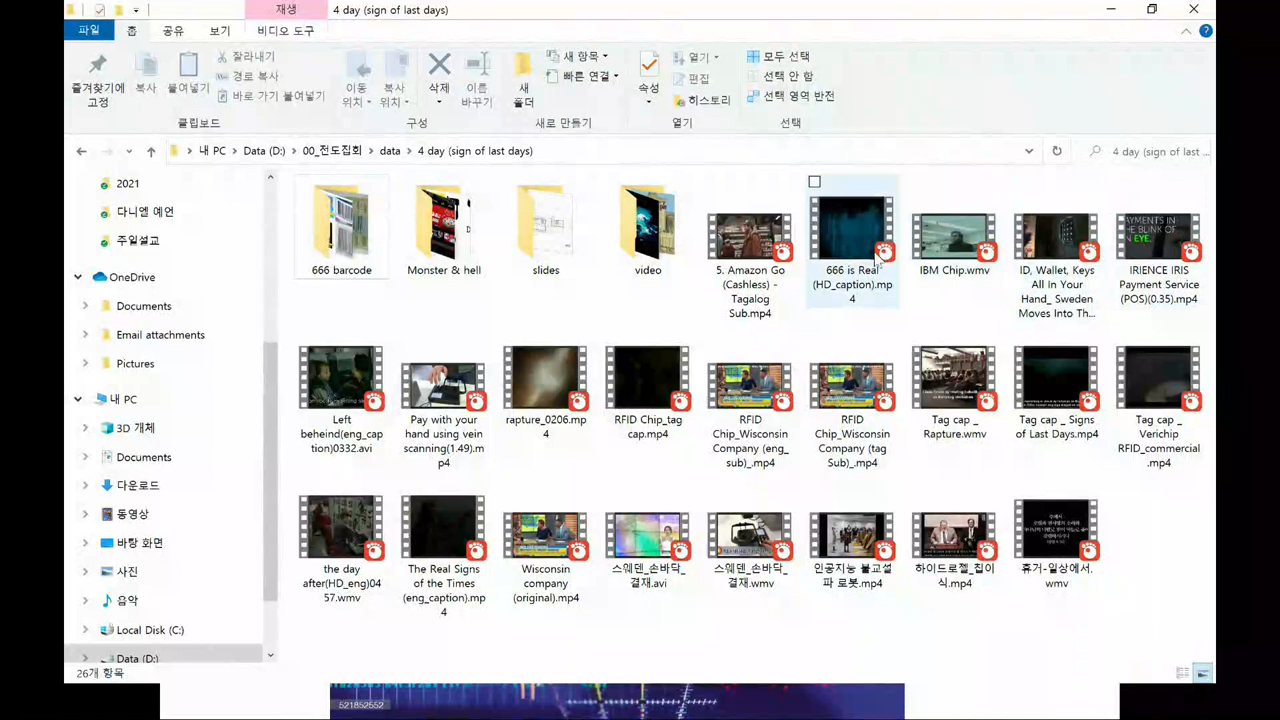 재생
4 day (sign of last days)
파일
홈
공유
보기
비디오 도구
즐겨찾기에
고정
복사
붙여넣기
잘라내기
경로 복사
바로 가기 붙여넣기
클립보드
이동
위치
복사
위치
삭제
이름
바꾸기
구성
새
폴더
새 항목
빠른 연결
새로 만들기
속성
열기
편집
히스토리
열기
모두 선택
선택 안 함
선택 영역 반전
선택
내 PC > Data (D:) > 00_전도집회 > data > 4 day (sign of last days)
4 day (sign of last ...
2021
다니엘 예언
주일설교
OneDrive
Documents
Email attachments
Pictures
내 PC
3D 개체
Documents
다운로드
동영상
바탕 화면
사진
음악
Local Disk (C:)
Data (D:)
666 barcode
Monster & hell
slides
video
5. Amazon Go
(Cashless) -
Tagalog
Sub.mp4
666 is Real
(HD_caption).mp
4
IBM Chip.wmv
ID, Wallet, Keys
All In Your
Hand_ Sweden
Moves Into Th...
PAYMENTS IN
THE BLINK OF
AN EYE.
IRIENCE IRIS
Payment Service
(POS)(0.35).mp4
Left
beheind(eng_cap
ption)0332.avi
Pay with your
hand using vein
scanning(1.49).m
p4
rapture_0206.mp
4
RFID Chip_tag
cap.mp4
RFID
Chip_Wisconsin
Company (eng_
sub)_.mp4
RFID
Chip_Wisconsin
Company (tag
Sub)_.mp4
Tag cap _
Rapture.wmv
Tag cap _ Signs
of Last Days.mp4
Tag cap _
Verichip
RFID_commercial
.mp4
the day
after(HD_eng)04
57.wmv
The Real Signs
of the Times
(eng_caption).mp
4
Wisconsin
company
(original).mp4
스웨덴_손바닥_
결재.avi
스웨덴_손바닥_
결재.wmv
인공지능 불교설
파 로봇.mp4
하이드로젤_칩이
식.mp4
휴거-일상에서.
wmv
26개 항목
521852552